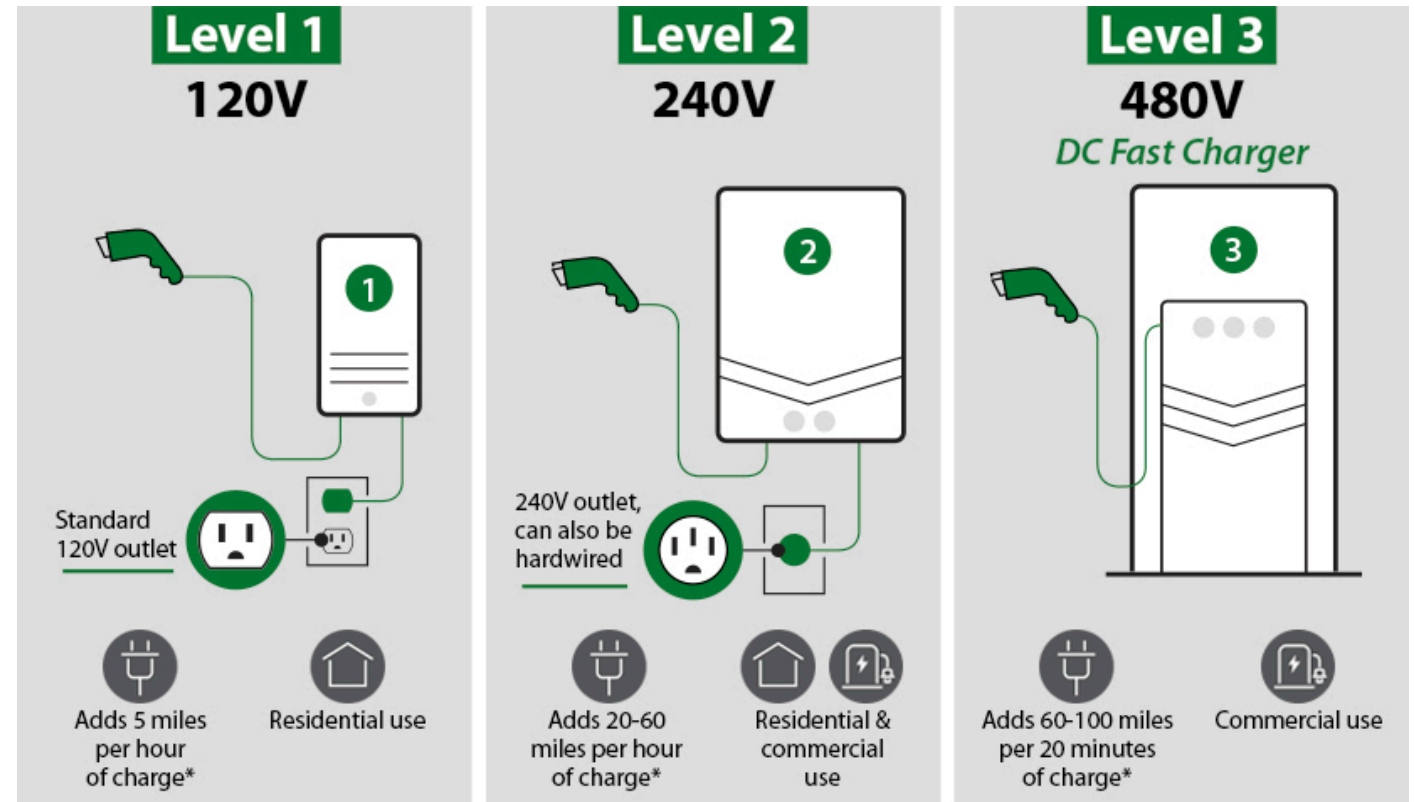 Level 1
120V
1
Standard
120V outlet
Adds 5 miles
per hour
of charge*
Residential use
Level 2
240V
2
240V outlet,
can also be
hardwired
Adds 20-60
miles per hour
of charge*
Residential &
commercial
use
Level 3
480V
DC Fast Charger
3
Adds 60-100 miles
per 20 minutes
of charge*
Commercial use